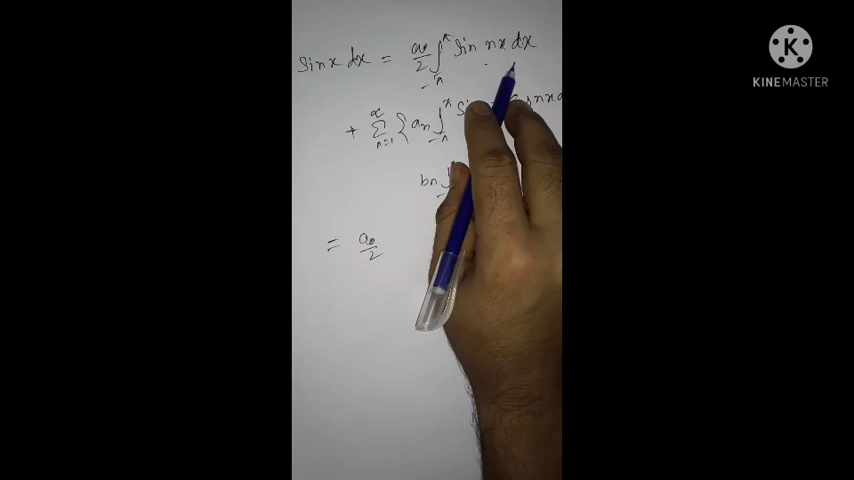 sin x dx = a₀/2 ∫_{-π}^{π} sin nx dx
+ Σ_{n=1}^{∝} { aₙ ∫_{-π}^{π}
bn
= a₀/2
K
KINEMASTER